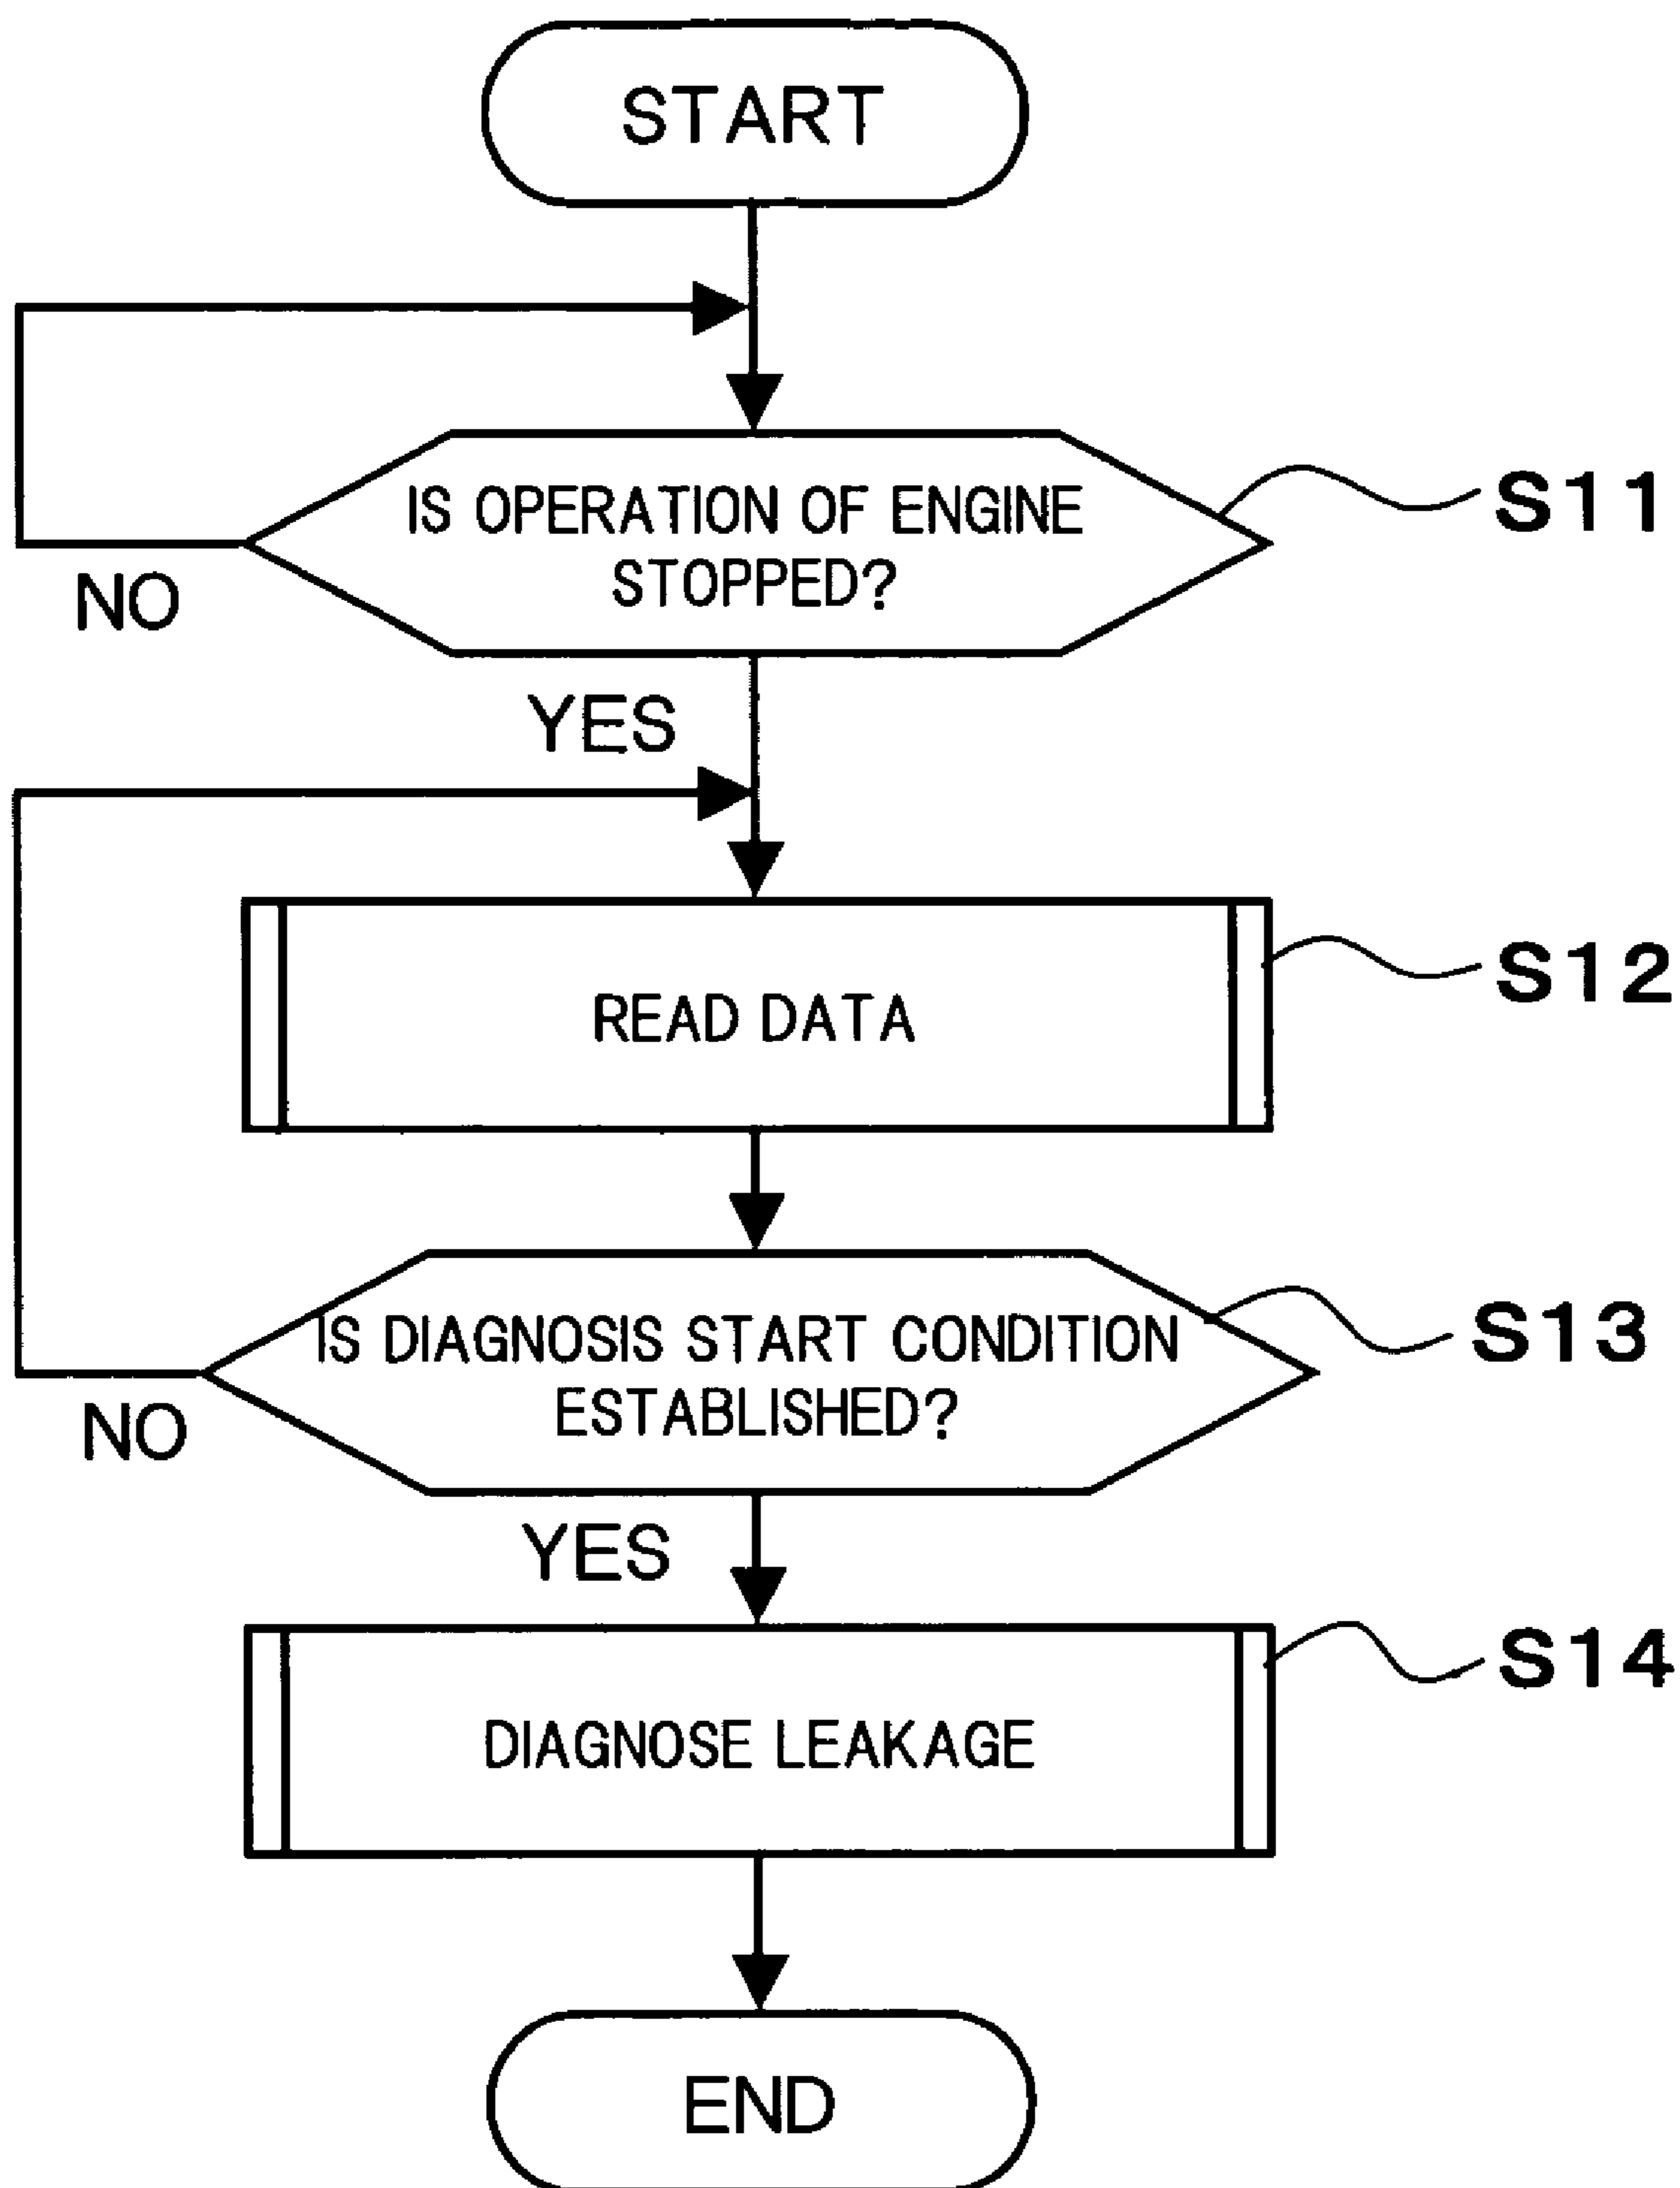 START
IS OPERATION OF ENGINE
STOPPED?
S11
NO
YES
READ DATA
S12
IS DIAGNOSIS START CONDITION
ESTABLISHED?
S13
NO
YES
DIAGNOSE LEAKAGE
S14
END